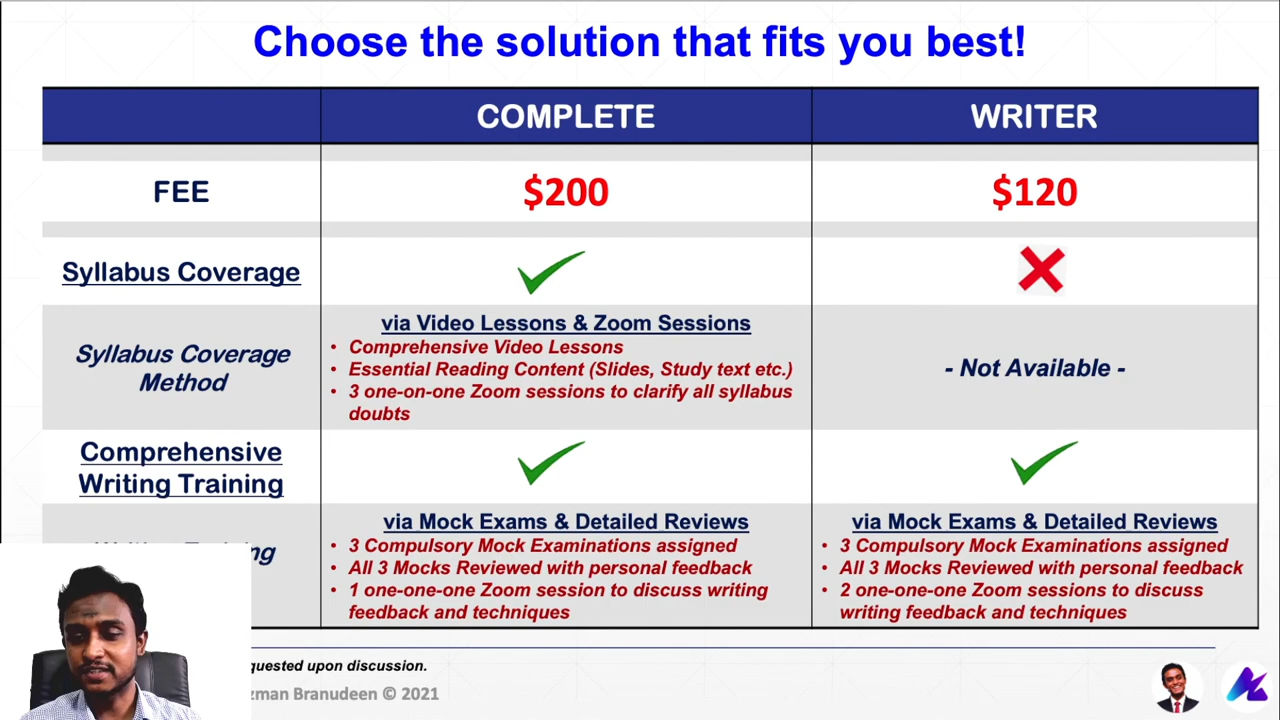 Choose the solution that fits you best!
COMPLETE
WRITER
FEE
$200
$120
Syllabus Coverage
Syllabus Coverage
Method
via Video Lessons & Zoom Sessions
• Comprehensive Video Lessons
• Essential Reading Content (Slides, Study text etc.)
• 3 one-on-one Zoom sessions to clarify all syllabus
doubts
- Not Available -
Comprehensive
Writing Training
via Mock Exams & Detailed Reviews
• 3 Compulsory Mock Examinations assigned
• All 3 Mocks Reviewed with personal feedback
• 1 one-one-one Zoom session to discuss writing
feedback and techniques
via Mock Exams & Detailed Reviews
• 3 Compulsory Mock Examinations assigned
• All 3 Mocks Reviewed with personal feedback
• 2 one-one-one Zoom sessions to discuss
writing feedback and techniques
upon discussion.
Branudeen © 2021